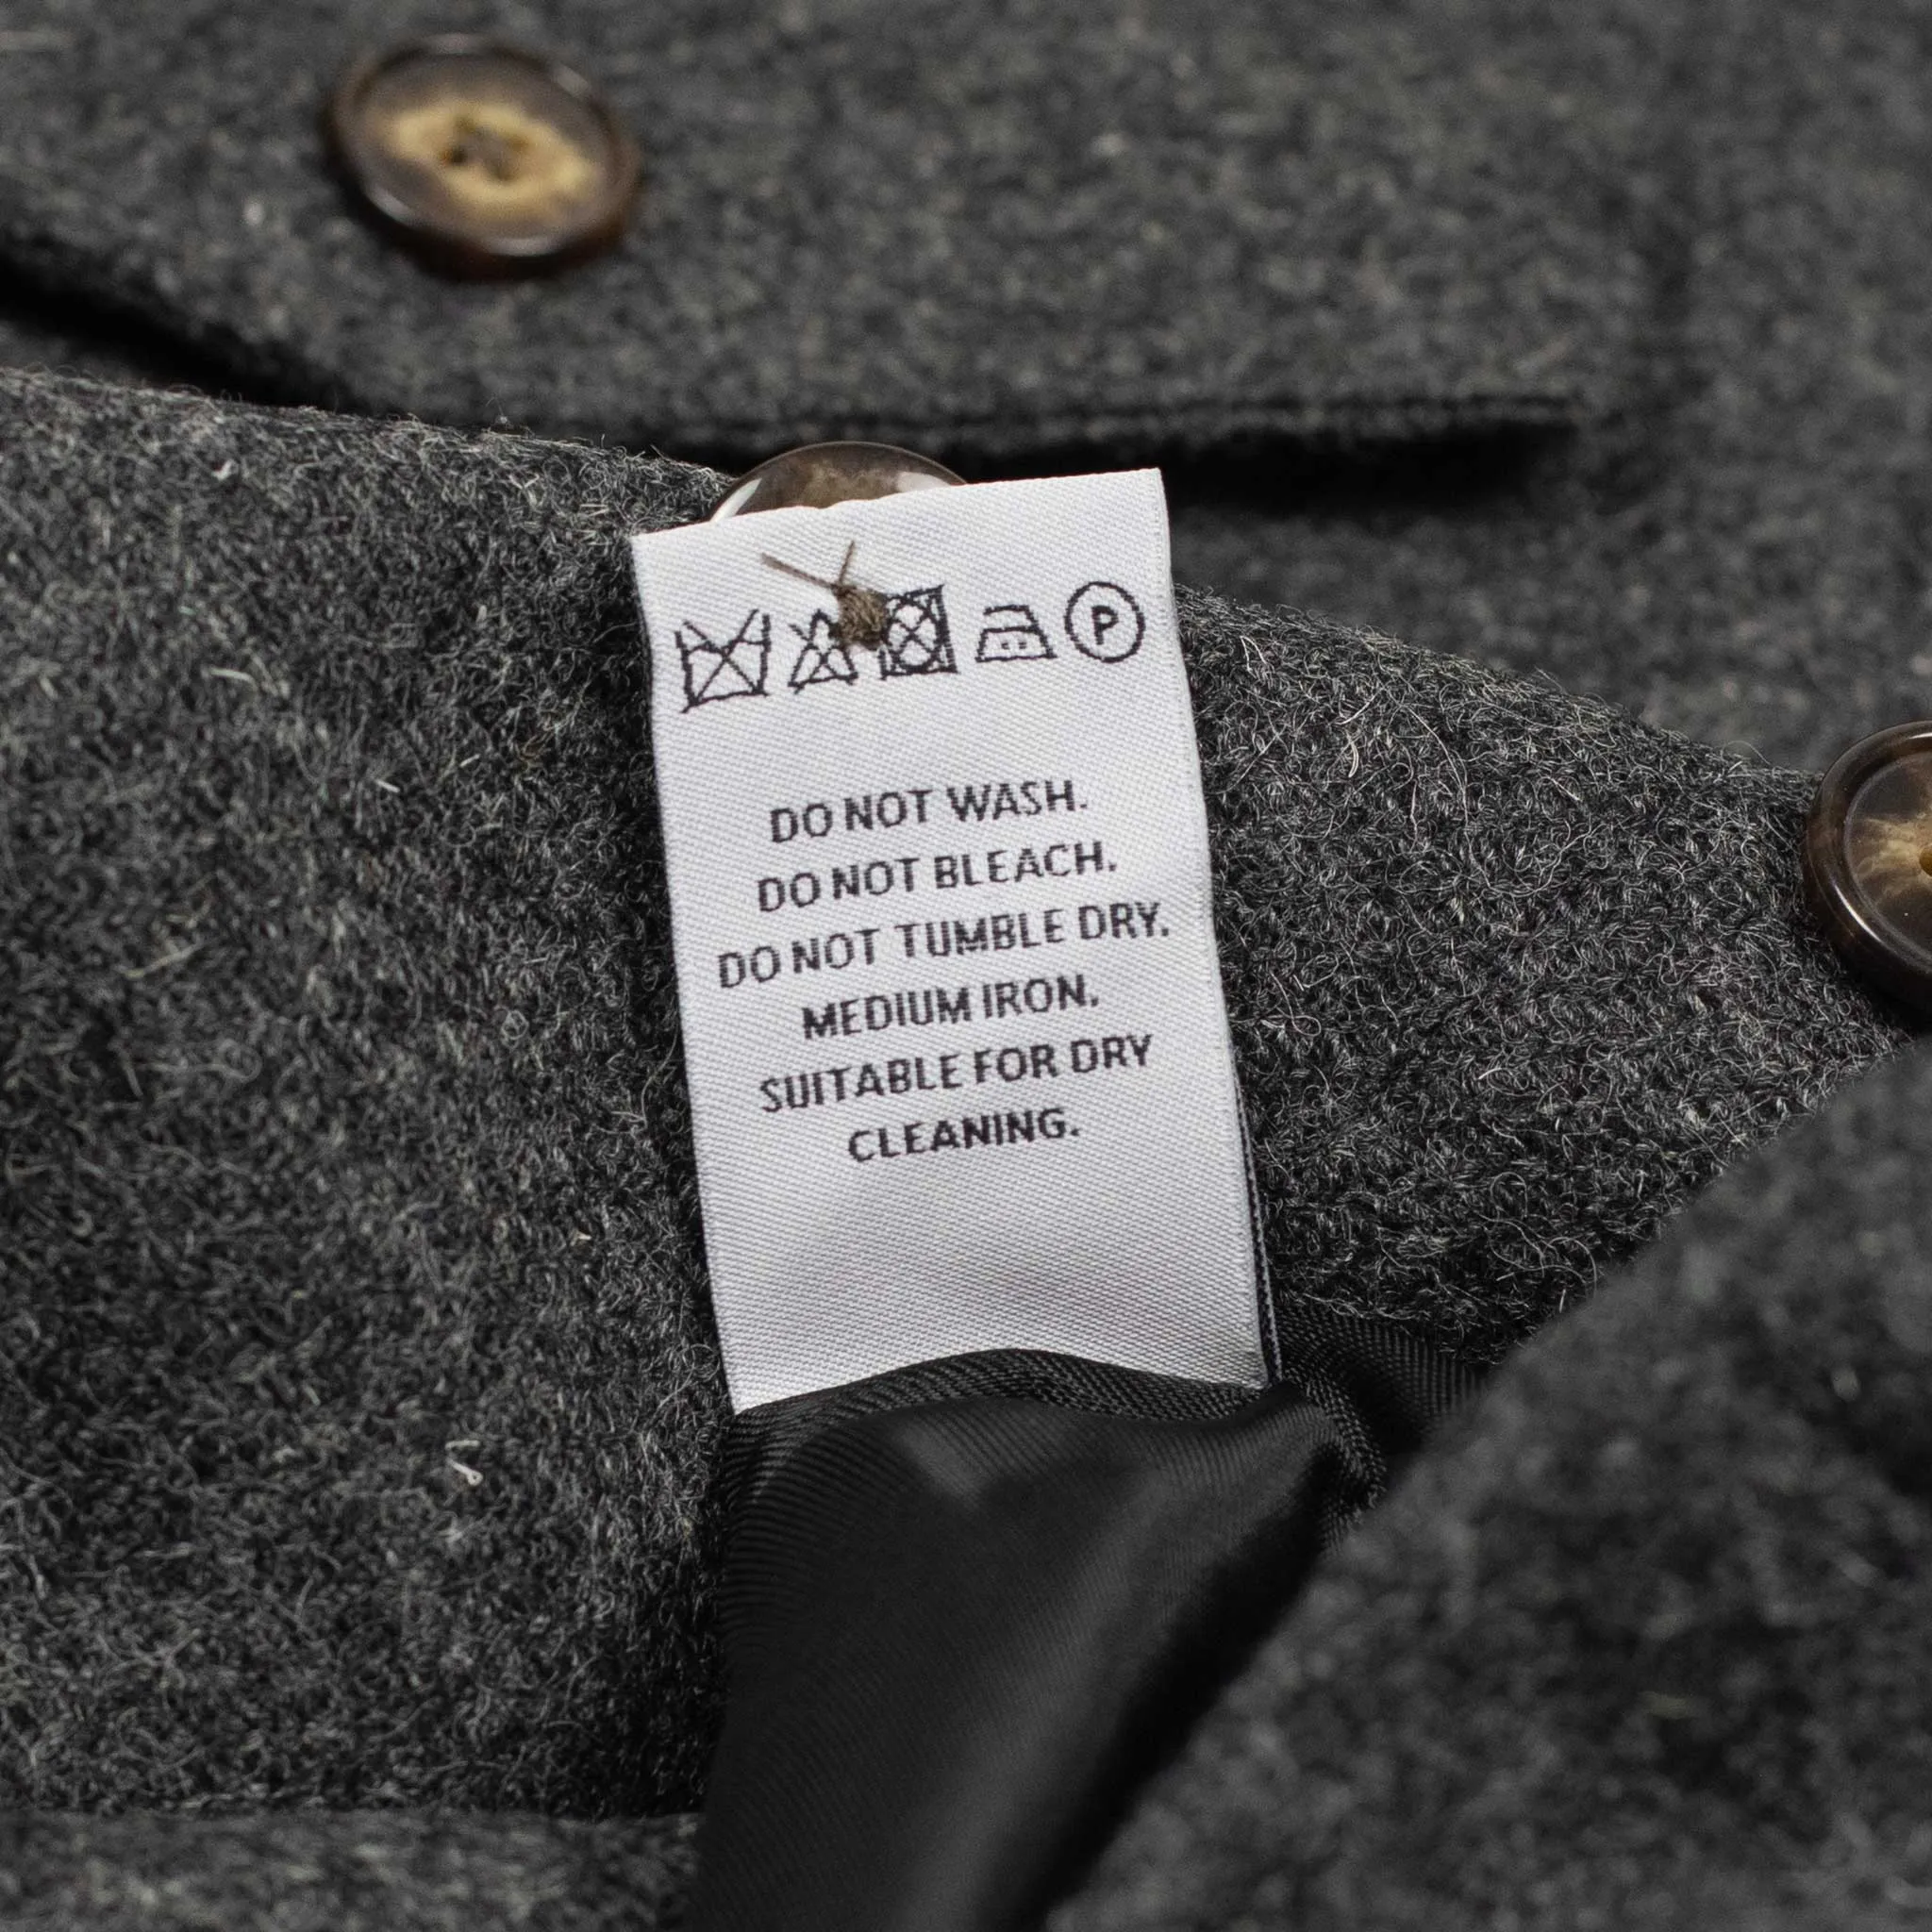 P
DO NOT WASH.
DO NOT BLEACH.
DO NOT TUMBLE DRY.
MEDIUM IRON.
SUITABLE FOR DRY
CLEANING.